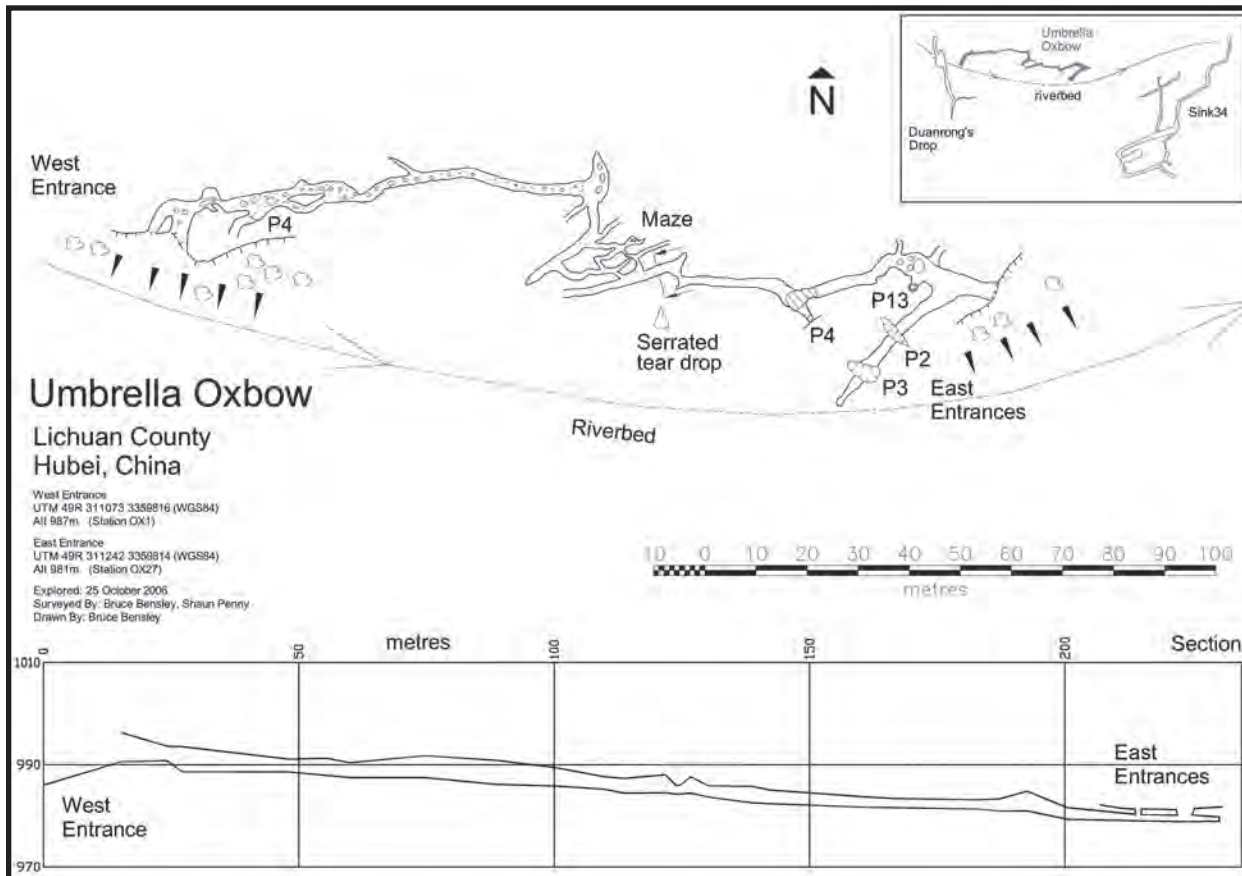 Umbrella
Oxbow
riverbed
Duanrong's
Drop
Sink34
N
West
Entrance
P4
Maze
P13
P4
Serrated
tear drop
P2
P3
East
Entrances
Riverbed
Umbrella Oxbow
Lichuan County
Hubei, China
West Entrance
UTM 49R 311073 3359816 (WGS84)
Alt 987m (Station OX1)
East Entrance
UTM 49R 311242 3359814 (WGS84)
Alt 981m (Station OX27)
Explored: 25 October 2006
Surveyed By: Bruce Bensley, Shaun Penny
Drawn By: Bruce Bensley
10 0 10 20 30 40 50 60 70 80 90 100
metres
0 50 metres 100 150 200 Section
1010
990
970
West
Entrance
East
Entrances